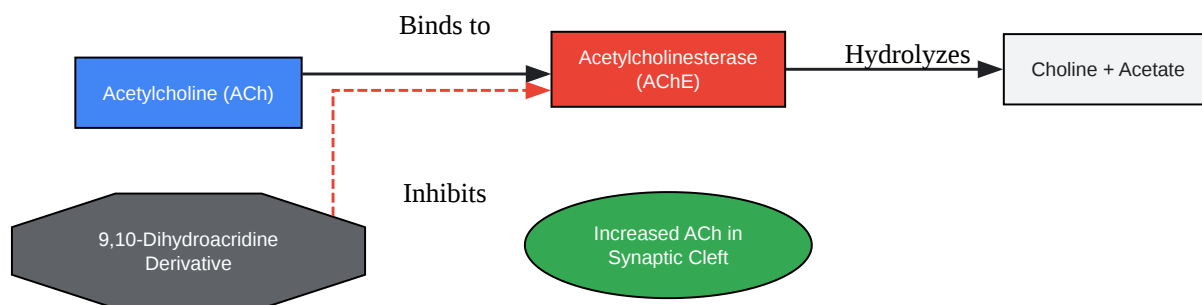 Binds to
Acetylcholine (ACh)
Acetylcholinesterase
(AChE)
Hydrolyzes
Choline + Acetate
Inhibits
9,10-Dihydroacridine
Derivative
Increased ACh in
Synaptic Cleft